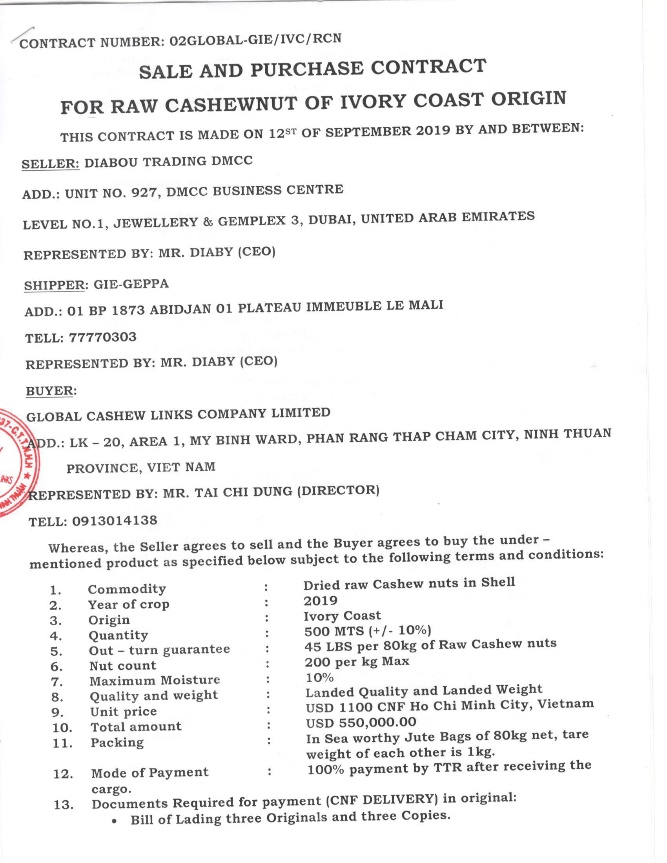 CONTRACT NUMBER: 02GLOBAL-GIE/IVC/RCN
SALE AND PURCHASE CONTRACT
FOR RAW CASHEWNUT OF IVORY COAST ORIGIN
THIS CONTRACT IS MADE ON 12ST OF SEPTEMBER 2019 BY AND BETWEEN:
SELLER: DIABOU TRADING DMCC
ADD.: UNIT NO. 927, DMCC BUSINESS CENTRE
LEVEL NO.1, JEWELLERY & GEMPLEX 3, DUBAI, UNITED ARAB EMIRATES
REPRESENTED BY: MR. DIABY (CEO)
SHIPPER: GIE-GEPPA
ADD.: 01 BP 1873 ABIDJAN 01 PLATEAU IMMEUBLE LE MALI
TELL: 77770303
REPRESENTED BY: MR. DIABY (CEO)
BUYER:
GLOBAL CASHEW LINKS COMPANY LIMITED
ADD.: LK – 20, AREA 1, MY BINH WARD, PHAN RANG THAP CHAM CITY, NINH THUAN
PROVINCE, VIET NAM
REPRESENTED BY: MR. TAI CHI DUNG (DIRECTOR)
TELL: 0913014138
Whereas, the Seller agrees to sell and the Buyer agrees to buy the under –
mentioned product as specified below subject to the following terms and conditions:
1. Commodity : Dried raw Cashew nuts in Shell
2. Year of crop : 2019
3. Origin : Ivory Coast
4. Quantity : 500 MTS (+/- 10%)
5. Out – turn guarantee : 45 LBS per 80kg of Raw Cashew nuts
6. Nut count : 200 per kg Max
7. Maximum Moisture : 10%
8. Quality and weight : Landed Quality and Landed Weight
9. Unit price : USD 1100 CNF Ho Chi Minh City, Vietnam
10. Total amount : USD 550,000.00
11. Packing : In Sea worthy Jute Bags of 80kg net, tare
weight of each other is 1kg.
12. Mode of Payment : 100% payment by TTR after receiving the
cargo.
13. Documents Required for payment (CNF DELIVERY) in original:
• Bill of Lading three Originals and three Copies.